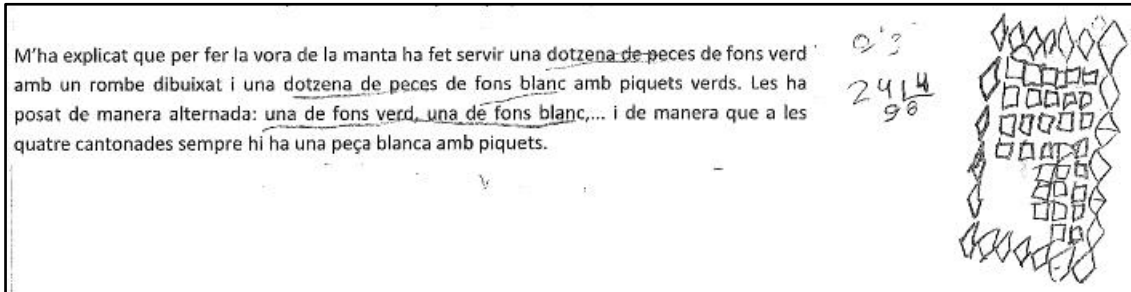 M'ha explicat que per fer la vora de la manta ha fet servir una dotzena de peces de fons verd
amb un rombe dibuixat i una dotzena de peces de fons blanc amb piquets verds. Les ha
posat de manera alternada: una de fons verd, una de fons blanc,... i de manera que a les
quatre cantonades sempre hi ha una peça blanca amb piquets.
24 4